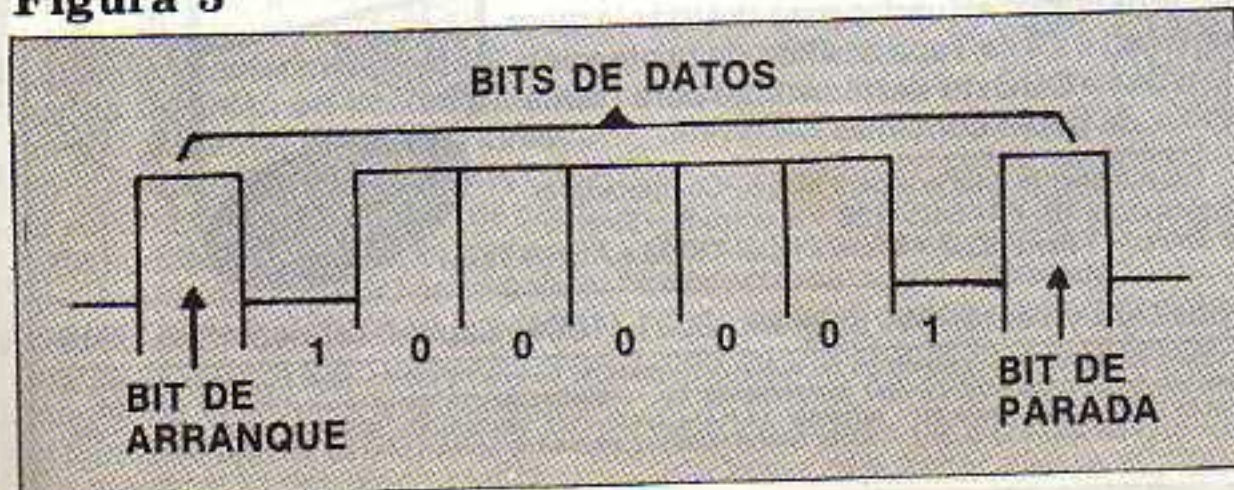 Figura 3
BITS DE DATOS
1 0 0 0 0 0 1
BIT DE
ARRANQUE
BIT DE
PARADA